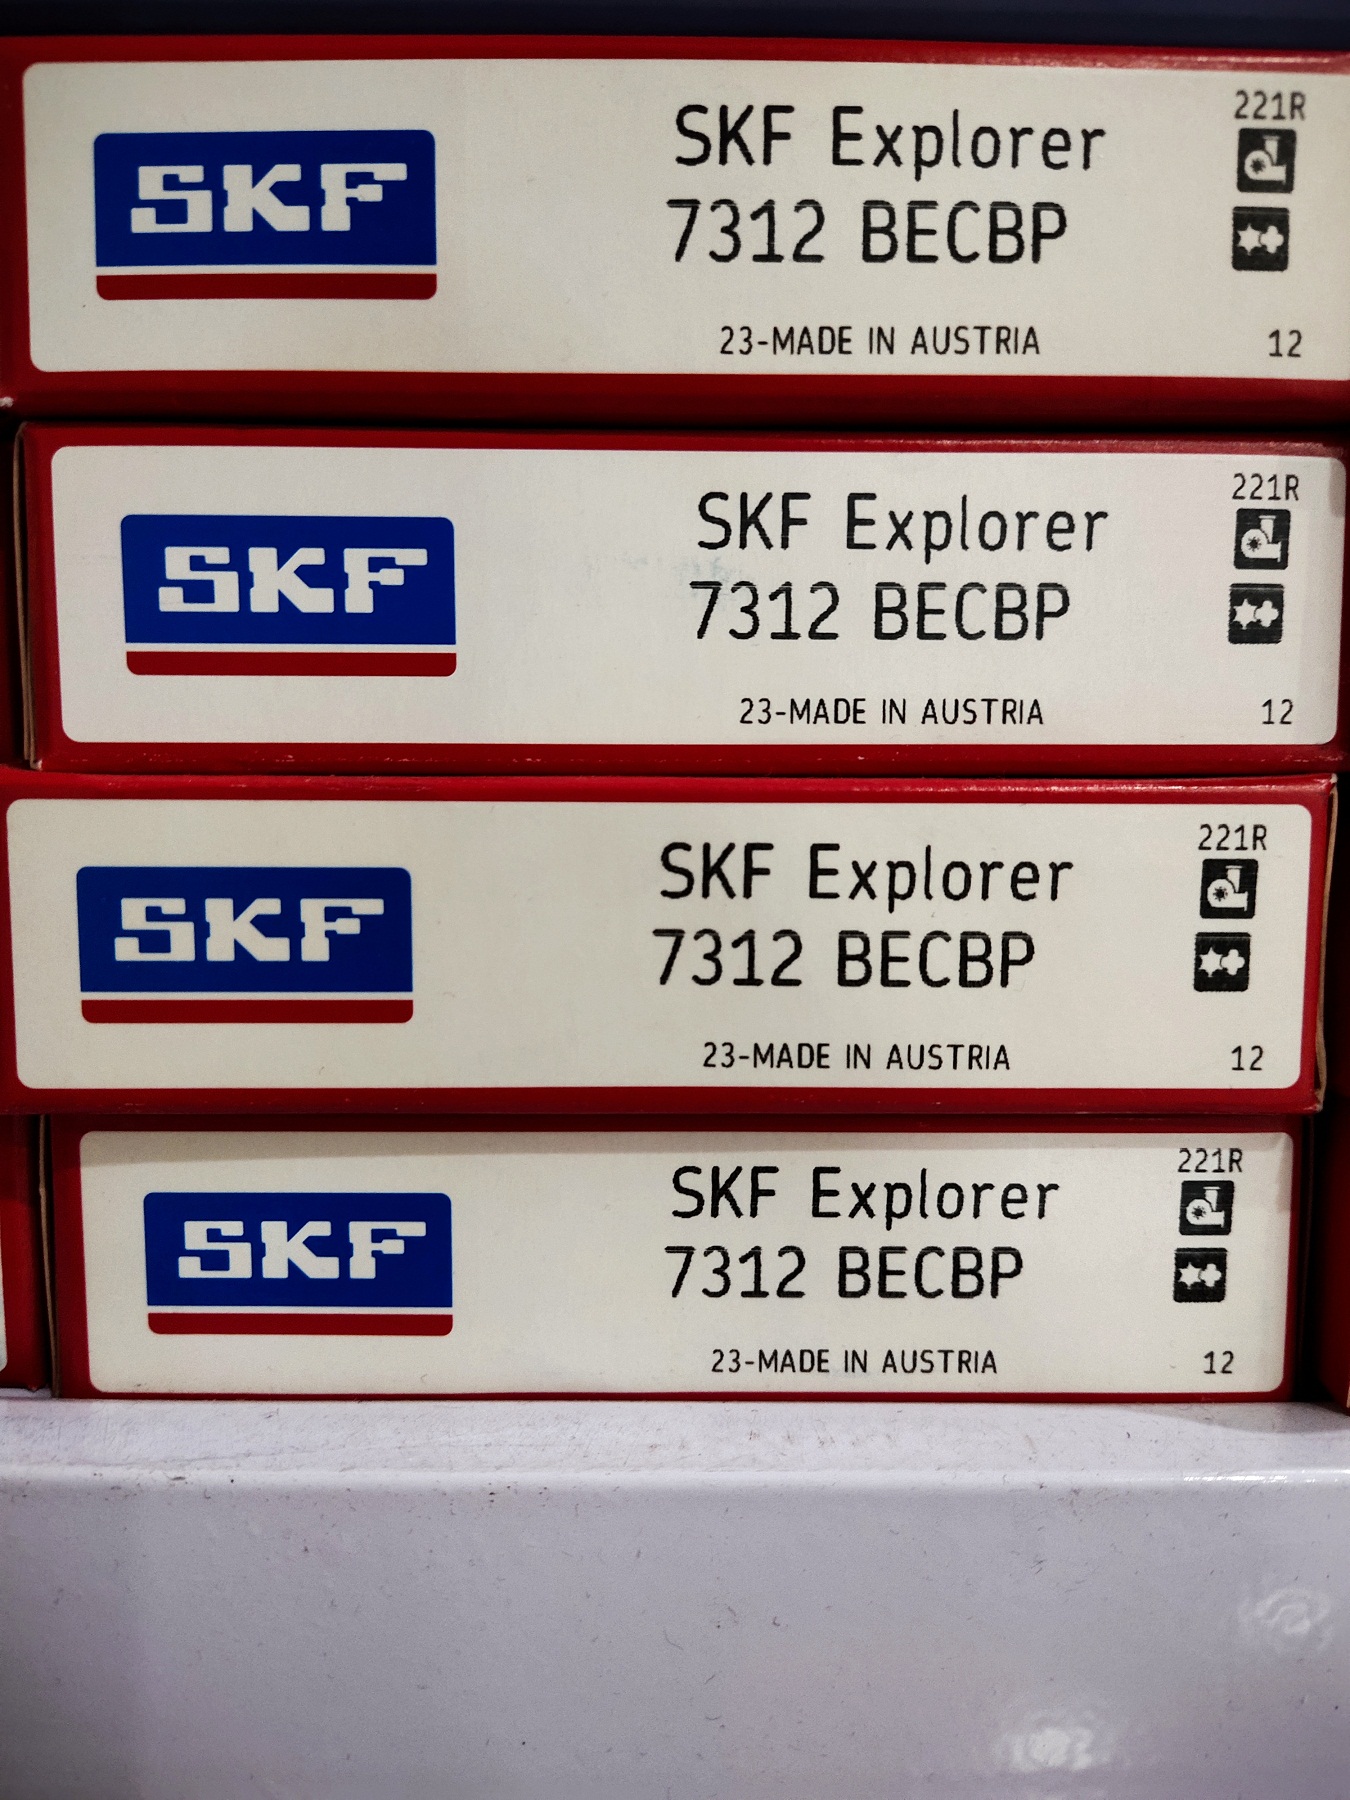 SKF
SKF Explorer
7312 BECBP
23-MADE IN AUSTRIA
221R
12
SKF
SKF Explorer
7312 BECBP
23-MADE IN AUSTRIA
221R
12
SKF
SKF Explorer
7312 BECBP
23-MADE IN AUSTRIA
221R
12
SKF
SKF Explorer
7312 BECBP
23-MADE IN AUSTRIA
221R
12